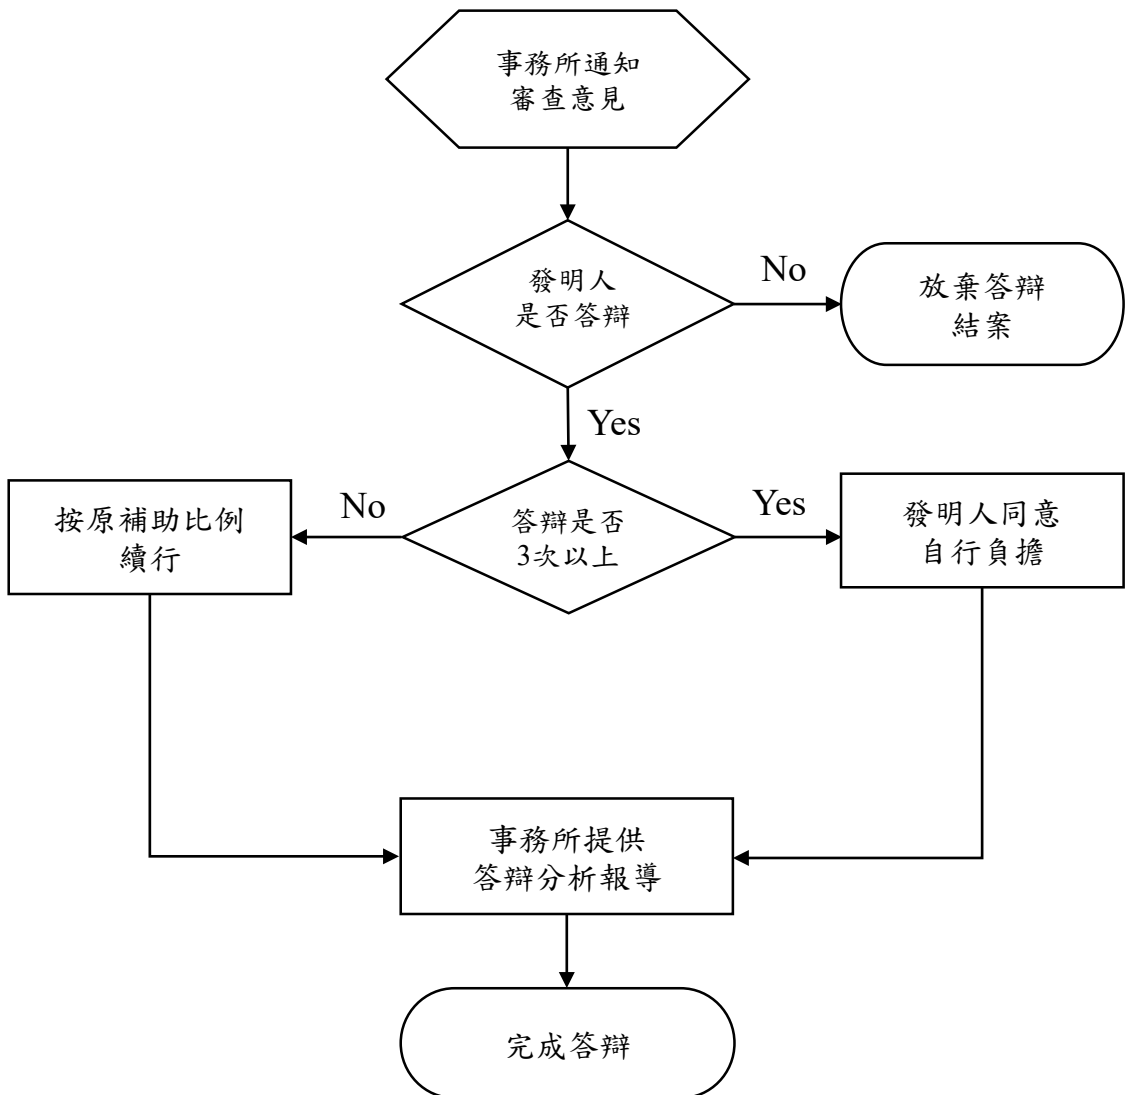 事務所通知
審查意見
發明人
是否答辯
No
放棄答辯
結案
Yes
按原補助比例
續行
No
答辯是否
3次以上
Yes
發明人同意
自行負擔
事務所提供
答辯分析報導
完成答辯